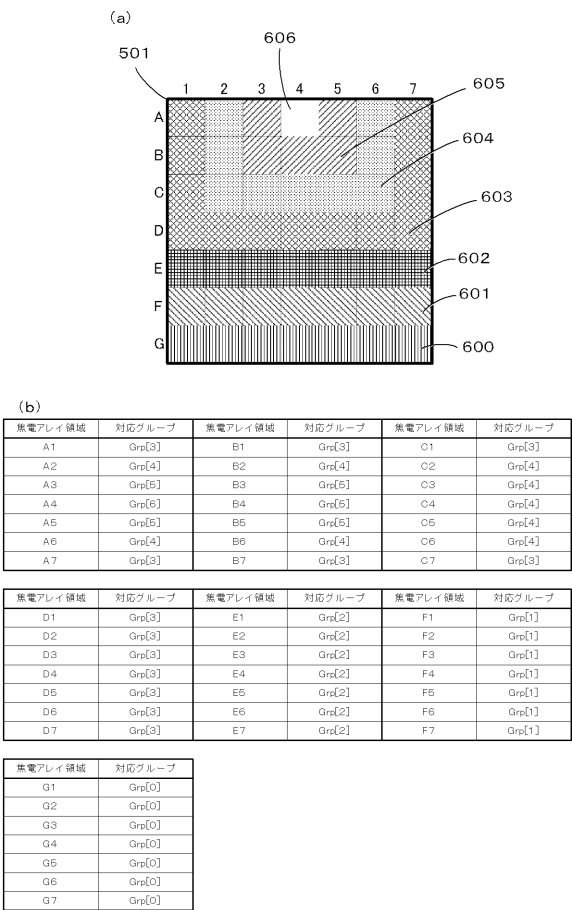 (a)
606
501
1 2 3 4 5 6 7
605
A
B
604
C
603
D
E
602
F
601
G
600
(b)
焦電アレイ領域 対応グループ 焦電アレイ領域 対応グループ 焦電アレイ領域 対応グループ
A1 Grp[3] B1 Grp[3] C1 Grp[3]
A2 Grp[4] B2 Grp[4] C2 Grp[4]
A3 Grp[5] B3 Grp[5] C3 Grp[4]
A4 Grp[6] B4 Grp[5] C4 Grp[4]
A5 Grp[5] B5 Grp[5] C5 Grp[4]
A6 Grp[4] B6 Grp[4] C6 Grp[4]
A7 Grp[3] B7 Grp[3] C7 Grp[3]
焦電アレイ領域 対応グループ 焦電アレイ領域 対応グループ 焦電アレイ領域 対応グループ
D1 Grp[3] E1 Grp[2] F1 Grp[1]
D2 Grp[3] E2 Grp[2] F2 Grp[1]
D3 Grp[3] E3 Grp[2] F3 Grp[1]
D4 Grp[3] E4 Grp[2] F4 Grp[1]
D5 Grp[3] E5 Grp[2] F5 Grp[1]
D6 Grp[3] E6 Grp[2] F6 Grp[1]
D7 Grp[3] E7 Grp[2] F7 Grp[1]
焦電アレイ領域 対応グループ
G1 Grp[0]
G2 Grp[0]
G3 Grp[0]
G4 Grp[0]
G5 Grp[0]
G6 Grp[0]
G7 Grp[0]